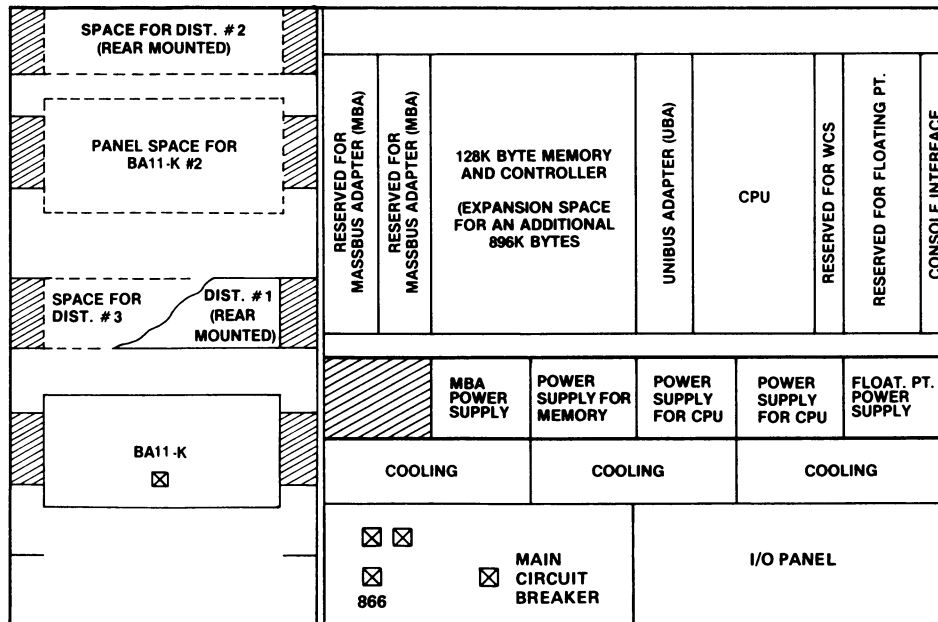 SPACE FOR DIST. #2
(REAR MOUNTED)
PANEL SPACE FOR
BA11-K #2
SPACE FOR
DIST. #3
DIST. #1
(REAR
MOUNTED)
BA11-K
RESERVED FOR
MASSBUS ADAPTER (MBA)
RESERVED FOR
MASSBUS ADAPTER (MBA)
128K BYTE MEMORY
AND CONTROLLER
(EXPANSION SPACE
FOR AN ADDITIONAL
896K BYTES
UNIBUS ADAPTER (UBA)
CPU
RESERVED FOR WCS
RESERVED FOR FLOATING PT.
CONSOLE INTERFACE
MBA
POWER
SUPPLY
POWER
SUPPLY FOR
MEMORY
POWER
SUPPLY
FOR CPU
POWER
SUPPLY
FOR CPU
FLOAT. PT.
POWER
SUPPLY
COOLING
COOLING
COOLING
866
MAIN
CIRCUIT
BREAKER
I/O PANEL